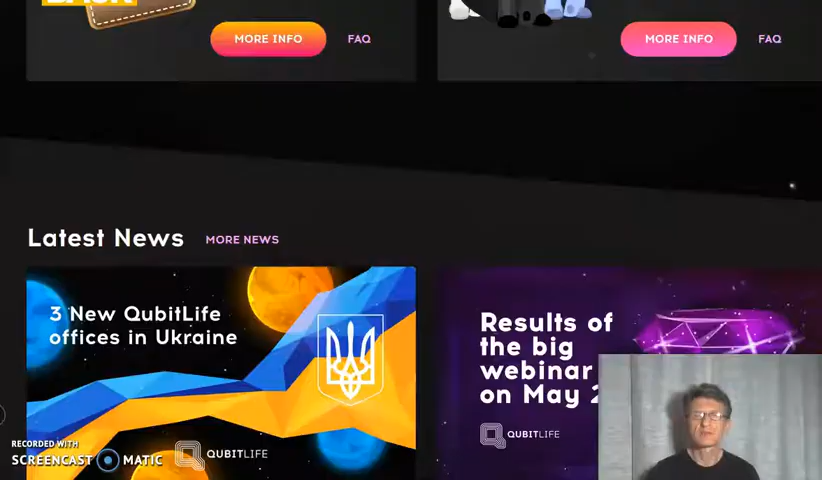 BACK
MORE INFO
FAQ
MORE INFO
FAQ
Latest News
MORE NEWS
3 New QubitLife
offices in Ukraine
QUBITLIFE
Results of
the big
webinar
on May
QUBITLIFE
RECORDED WITH
SCREENCAST MATIC